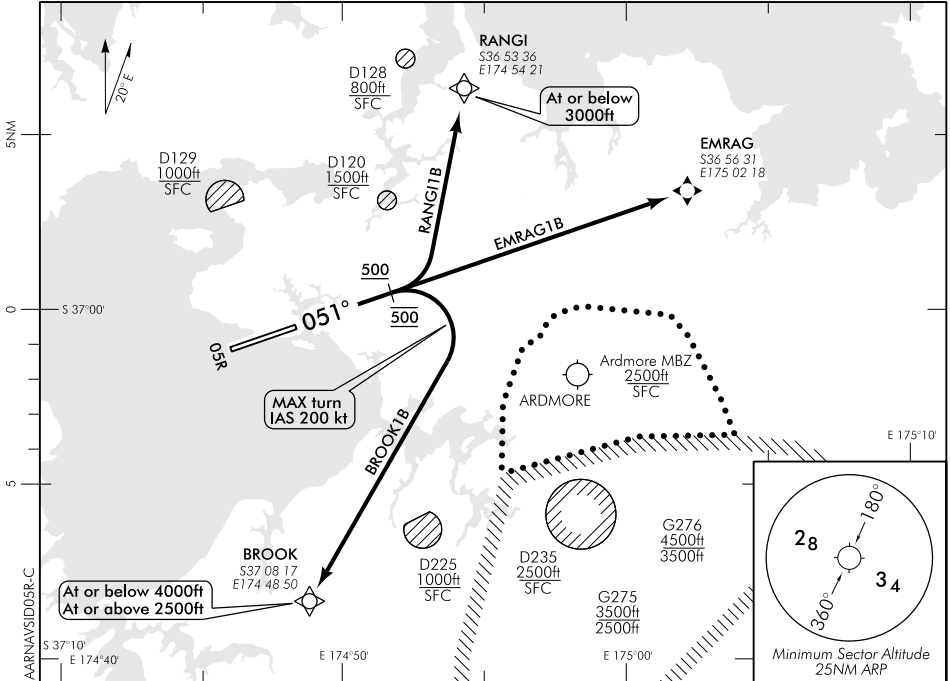 RANGI
S36 53 36
E174 54 21
20° E
D128
800ft
SFC
At or below
3000ft
5NM
EMRAG
S36 56 31
E175 02 18
D129
1000ft
SFC
D120
1500ft
SFC
RANGI1B
EMRAG1B
500
500
0
S 37°00'
051°
05R
Ardmore MBZ
2500ft
SFC
ARDMORE
MAX turn
IAS 200 kt
BROOK1B
E 175°10'
5
BROOK
S37 08 17
E174 48 50
At or below 4000ft
At or above 2500ft
D225
1000ft
SFC
D235
2500ft
SFC
G276
4500ft
3500ft
G275
3500ft
2500ft
180°
28
34
360°
Minimum Sector Altitude
25NM ARP
S 37°10'
E 174°40'
E 174°50'
E 175°00'
AARNAVSID05R-C